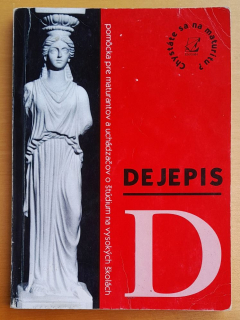 Chystáte sa na maturitu?
pomôcka pre maturantov a uchádzačov o štúdium na vysokých školách
DEJEPIS
D